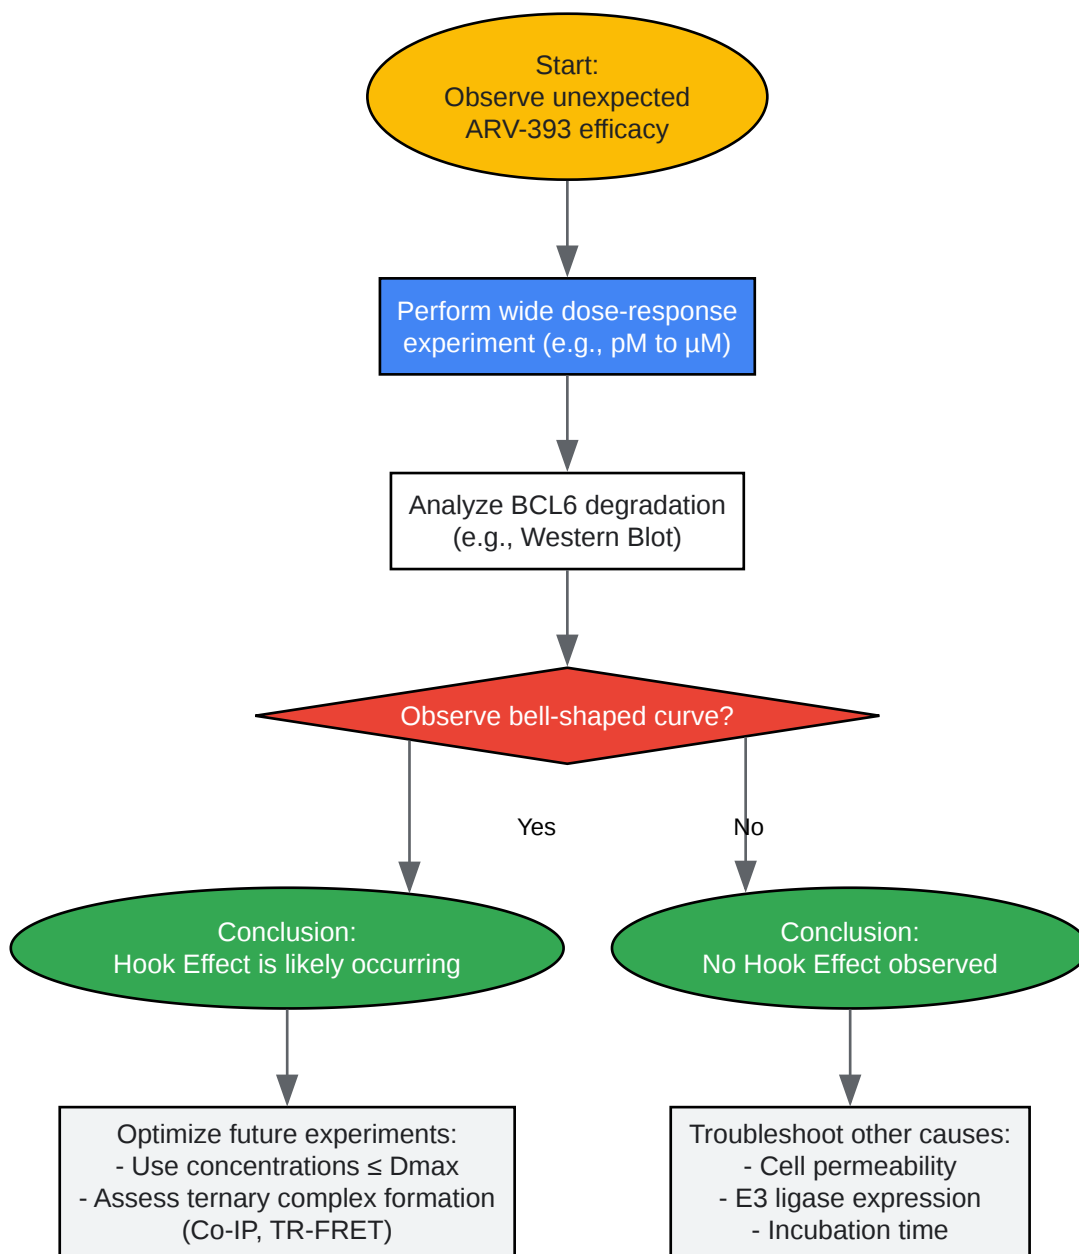 Start:
Observe unexpected
ARV-393 efficacy
Perform wide dose-response
experiment (e.g., pM to µM)
Analyze BCL6 degradation
(e.g., Western Blot)
Observe bell-shaped curve?
Yes
No
Conclusion:
Hook Effect is likely occurring
Conclusion:
No Hook Effect observed
Optimize future experiments:
- Use concentrations ≤ Dmax
- Assess ternary complex formation
(Co-IP, TR-FRET)
Troubleshoot other causes:
- Cell permeability
- E3 ligase expression
- Incubation time